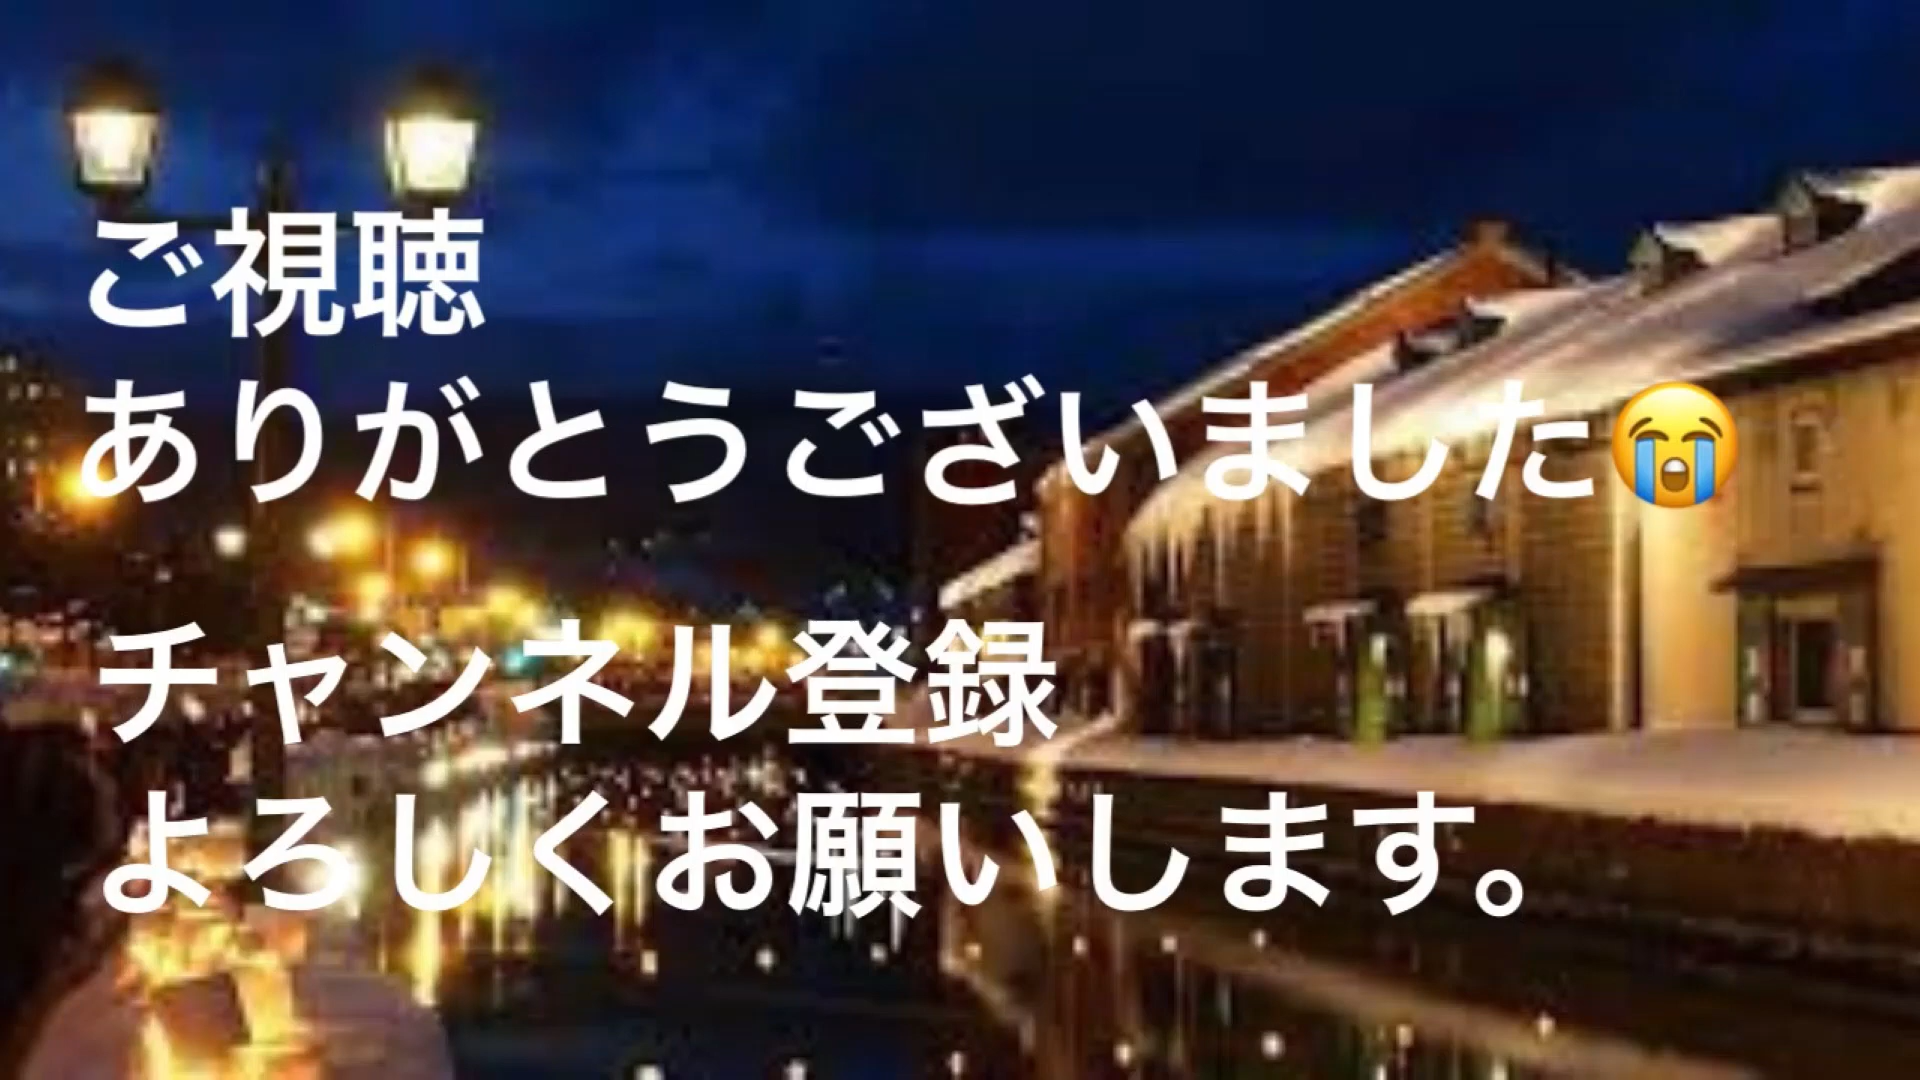 ご視聴
ありがとうございました😭
チャンネル登録
よろしくお願いします。